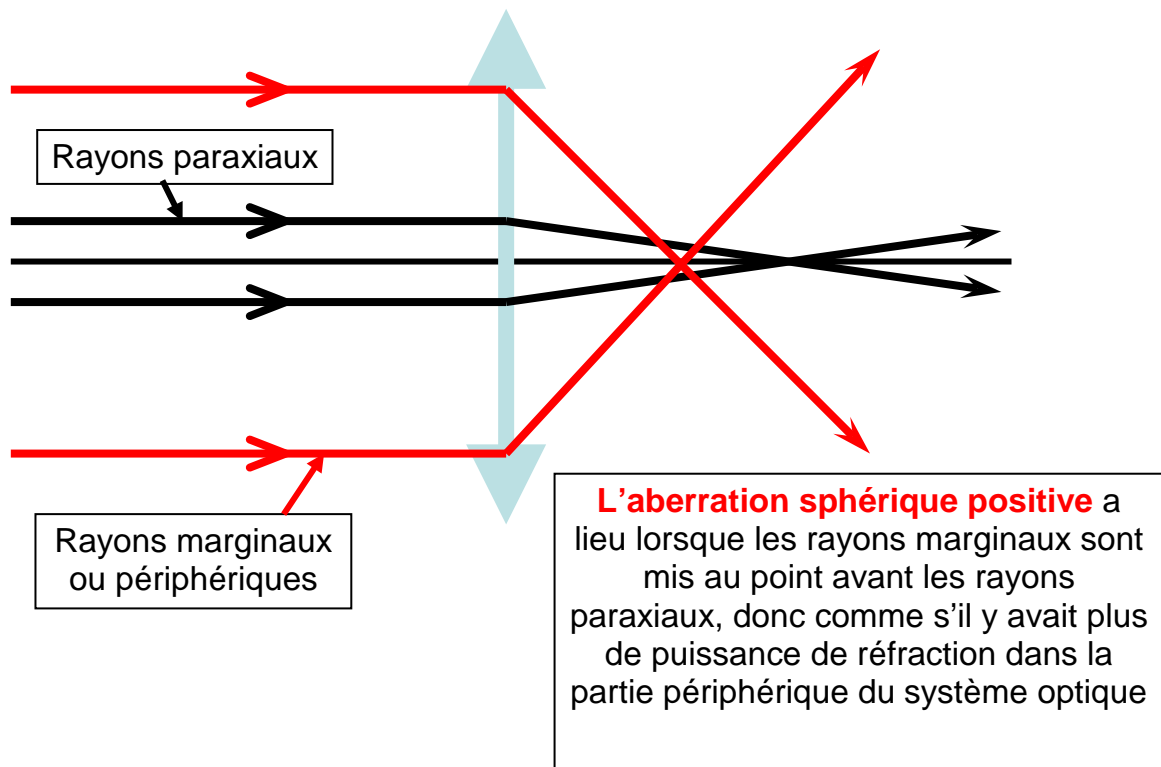 Rayons paraxiaux
Rayons marginaux
ou périphériques
L’aberration sphérique positive a
lieu lorsque les rayons marginaux sont
mis au point avant les rayons
paraxiaux, donc comme s’il y avait plus
de puissance de réfraction dans la
partie périphérique du système optique